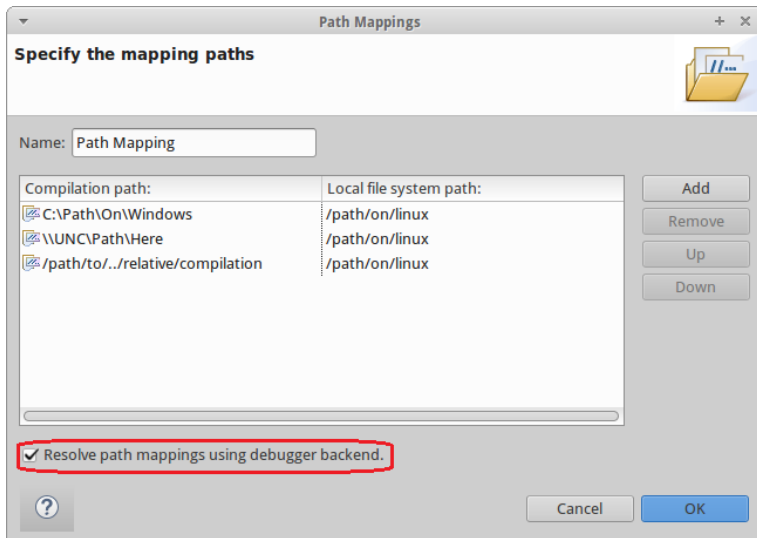 Path Mappings
Specify the mapping paths
//...
Name: Path Mapping
Compilation path: Local file system path:
C:\Path\On\Windows /path/on/linux
\\UNC\Path\Here /path/on/linux
/path/to/../relative/compilation /path/on/linux
Add
Remove
Up
Down
Resolve path mappings using debugger backend.
?
Cancel
OK